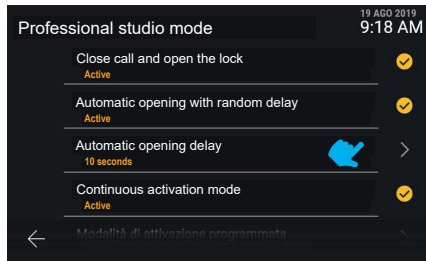 19 AGO 2019
Professional studio mode
9:18 AM
Close call and open the lock
Active
Automatic opening with random delay
Active
Automatic opening delay
10 seconds
Continuous activation mode
Active
Modalità di attivazione programmata